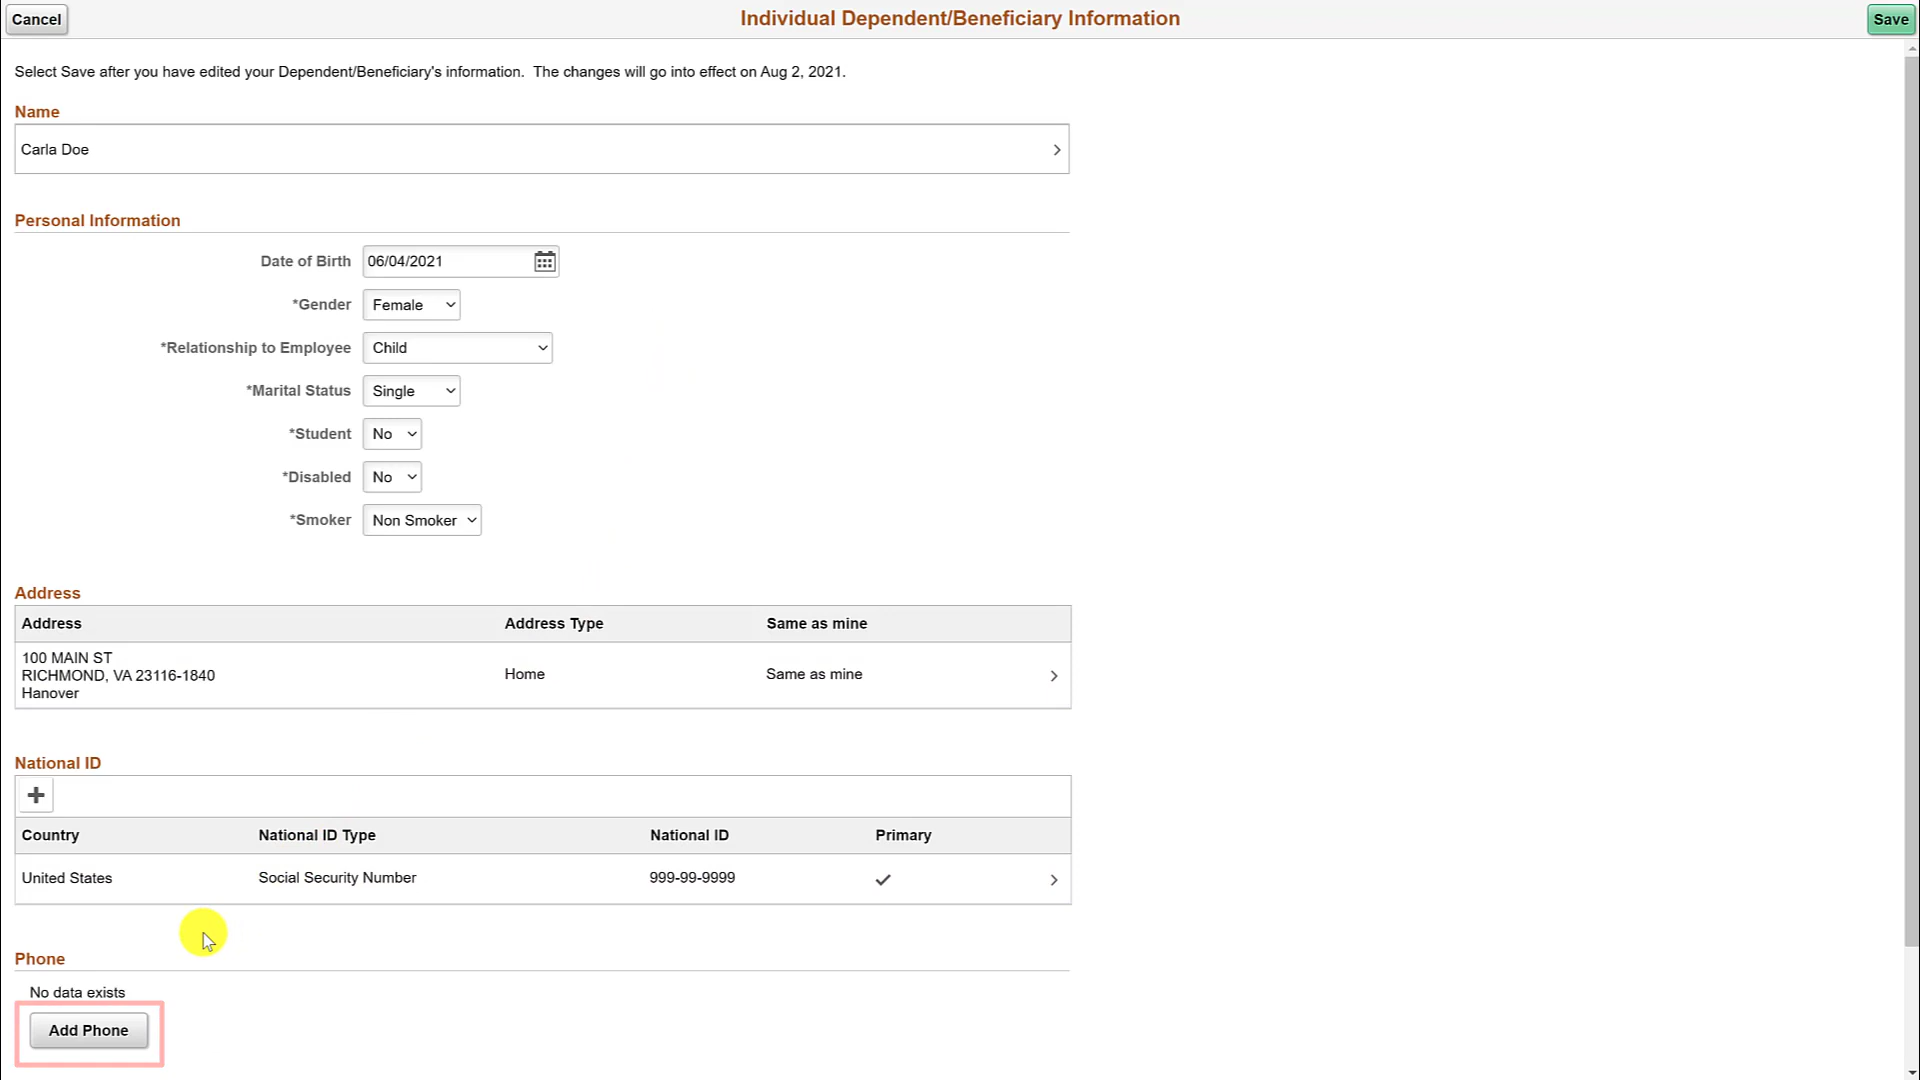 Cancel
Individual Dependent/Beneficiary Information
Save
Select Save after you have edited your Dependent/Beneficiary's information.  The changes will go into effect on Aug 2, 2021.
Name
Carla Doe
Personal Information
Date of Birth 06/04/2021
*Gender Female
*Relationship to Employee Child
*Marital Status Single
*Student No
*Disabled No
*Smoker Non Smoker
Address
Address Address Type Same as mine
100 MAIN ST
RICHMOND, VA 23116-1840
Hanover
Home Same as mine
National ID
Country National ID Type National ID Primary
United States Social Security Number 999-99-9999
Phone
No data exists
Add Phone